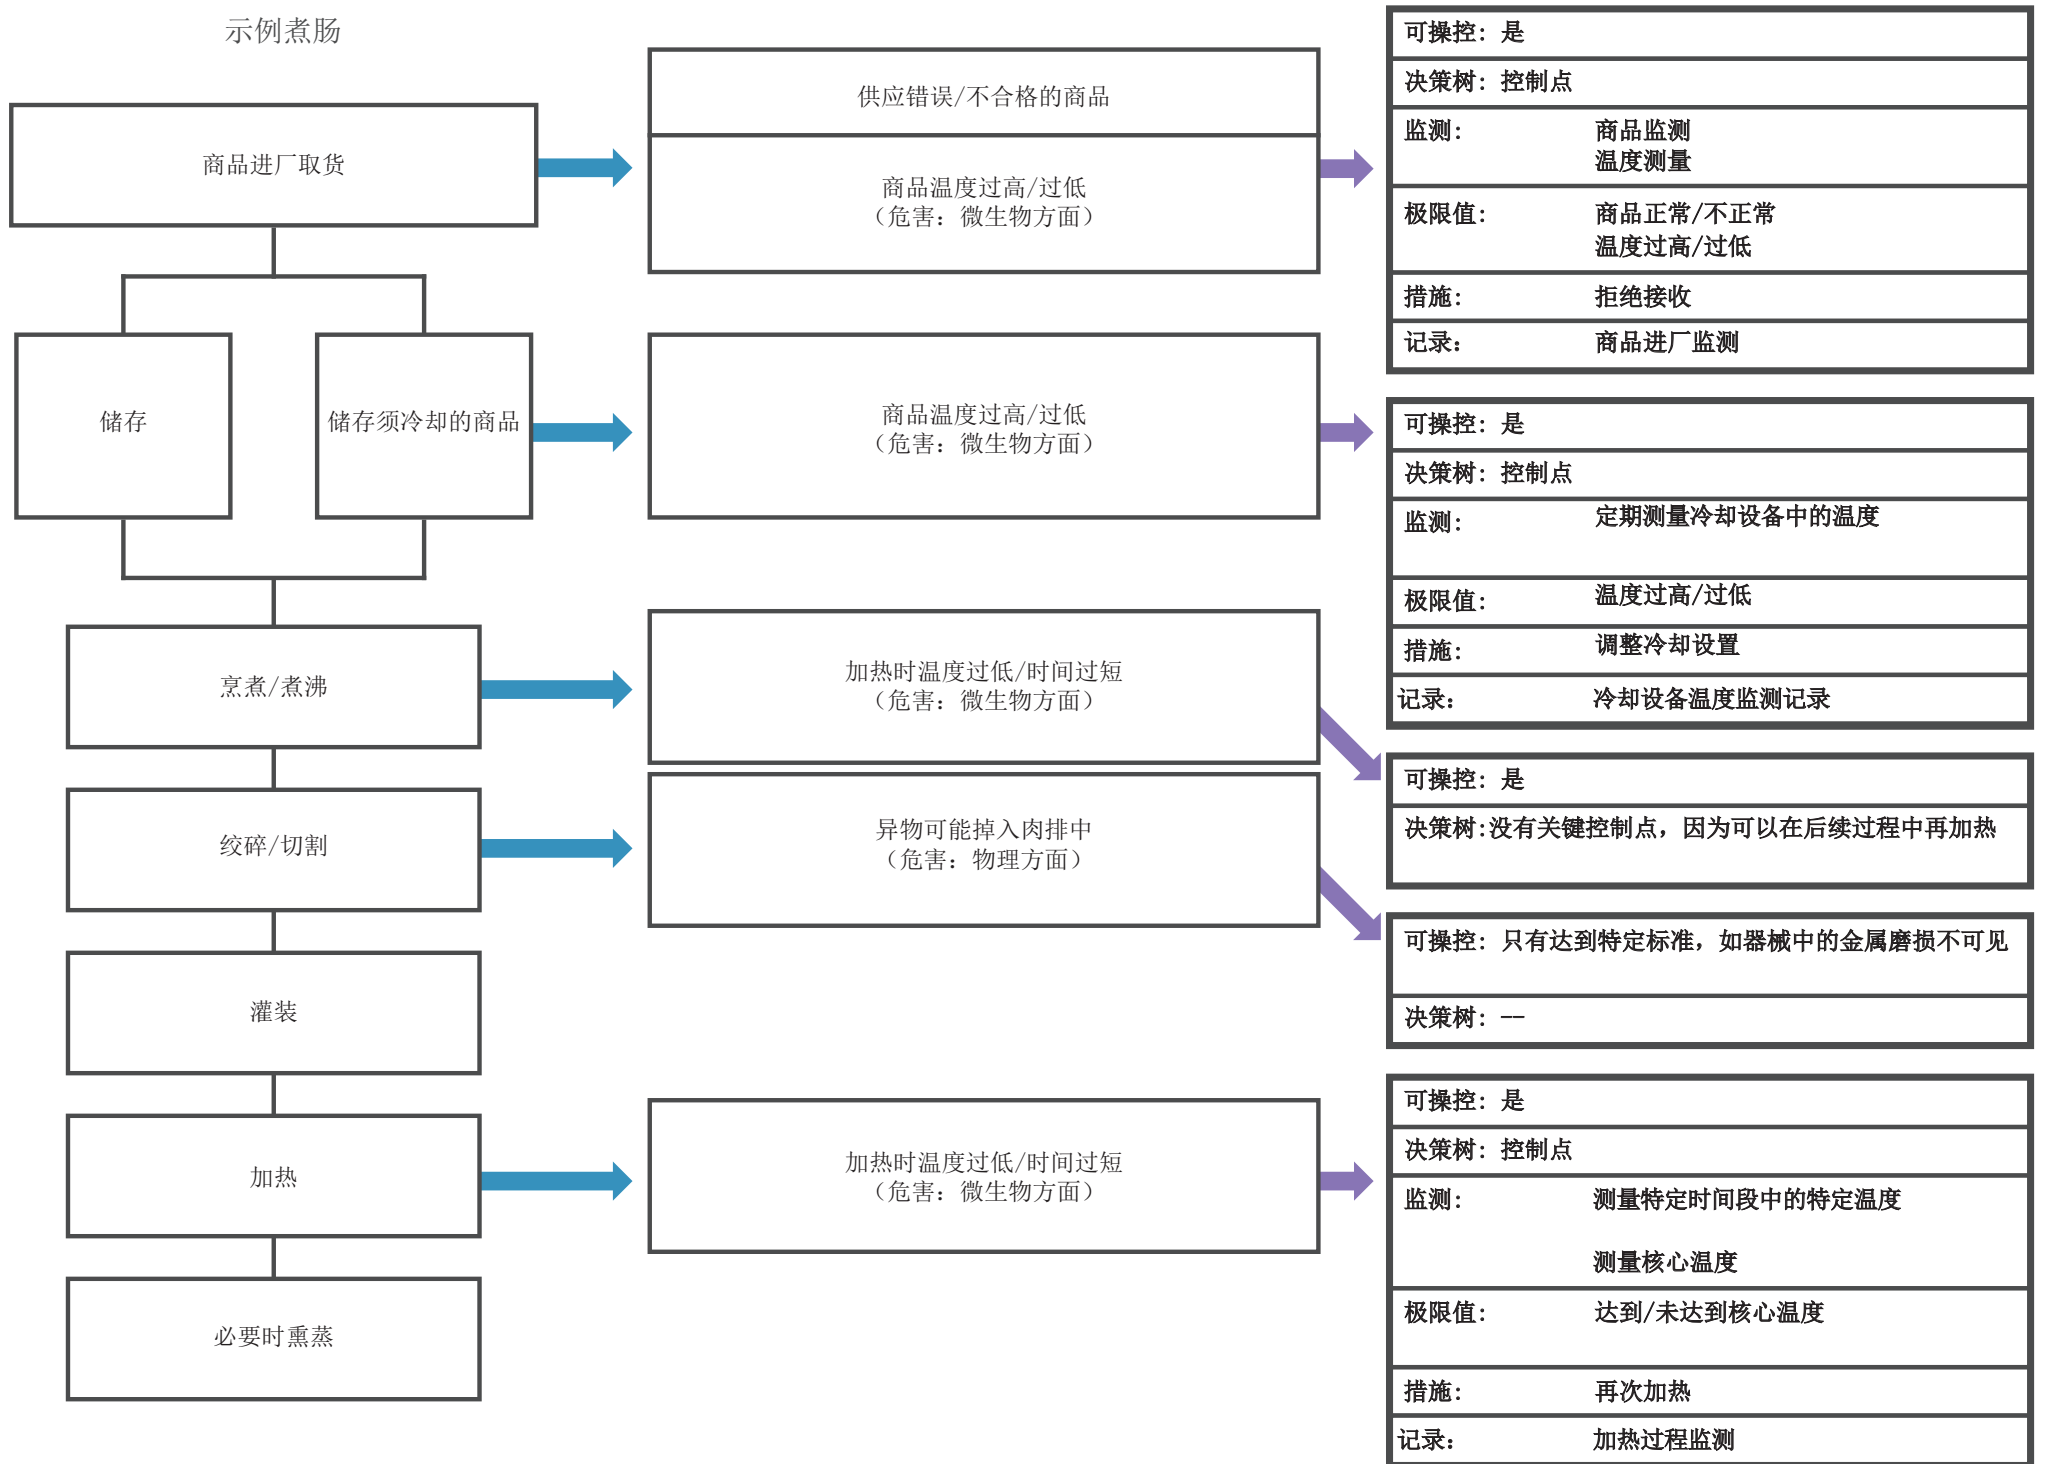 示例煮肠
商品进厂取货
储存
储存须冷却的商品
烹煮/煮沸
绞碎/切割
灌装
加热
必要时熏蒸
供应错误/不合格的商品
商品温度过高/过低
（危害：微生物方面）
商品温度过高/过低
（危害：微生物方面）
加热时温度过低/时间过短
（危害：微生物方面）
异物可能掉入肉排中
（危害：物理方面）
加热时温度过低/时间过短
（危害：微生物方面）
可操控：是
决策树：控制点
监测： 商品监测
温度测量
极限值： 商品正常/不正常
温度过高/过低
措施： 拒绝接收
记录： 商品进厂监测
可操控：是
决策树：控制点
监测： 定期测量冷却设备中的温度
极限值： 温度过高/过低
措施： 调整冷却设置
记录： 冷却设备温度监测记录
可操控：是
决策树:没有关键控制点，因为可以在后续过程中再加热
可操控：只有达到特定标准，如器械中的金属磨损不可见
决策树：--
可操控：是
决策树：控制点
监测： 测量特定时间段中的特定温度
测量核心温度
极限值： 达到/未达到核心温度
措施： 再次加热
记录： 加热过程监测